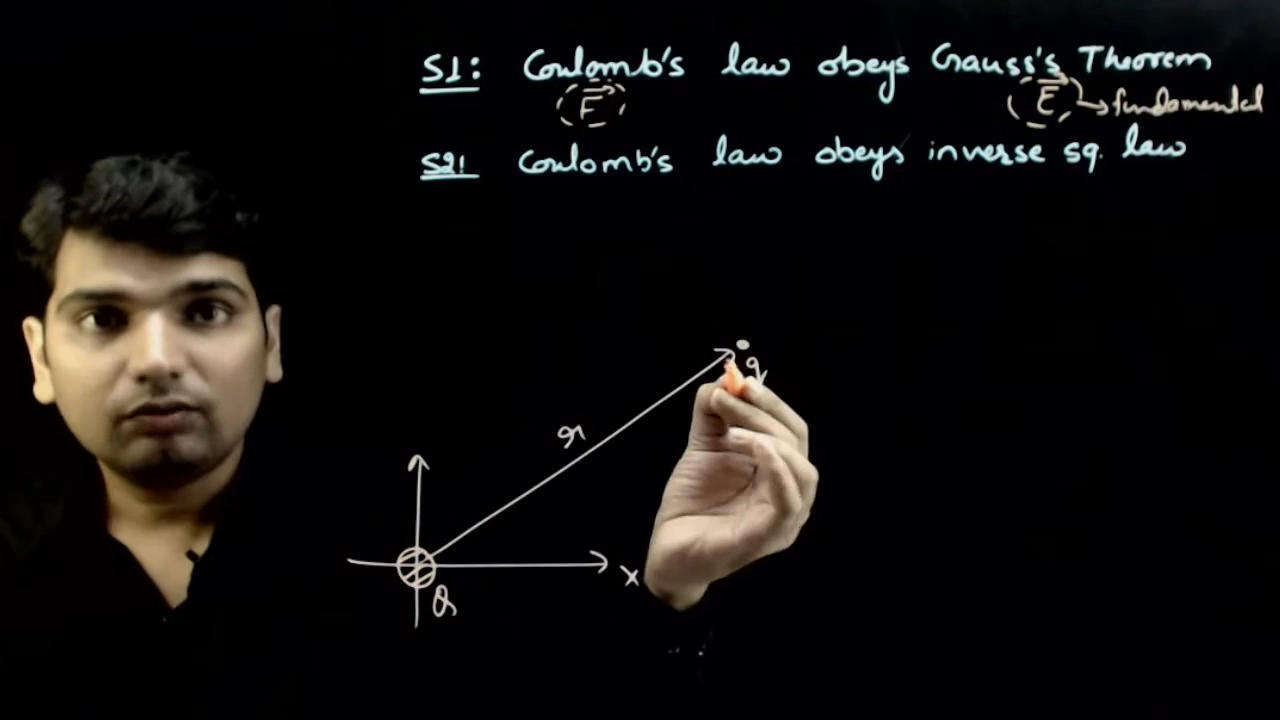 S1: Coulomb's law obeys Gauss's Theorem
F E fundamental
S2: Coulomb's law obeys inverse sq. law
q
r
x
Q